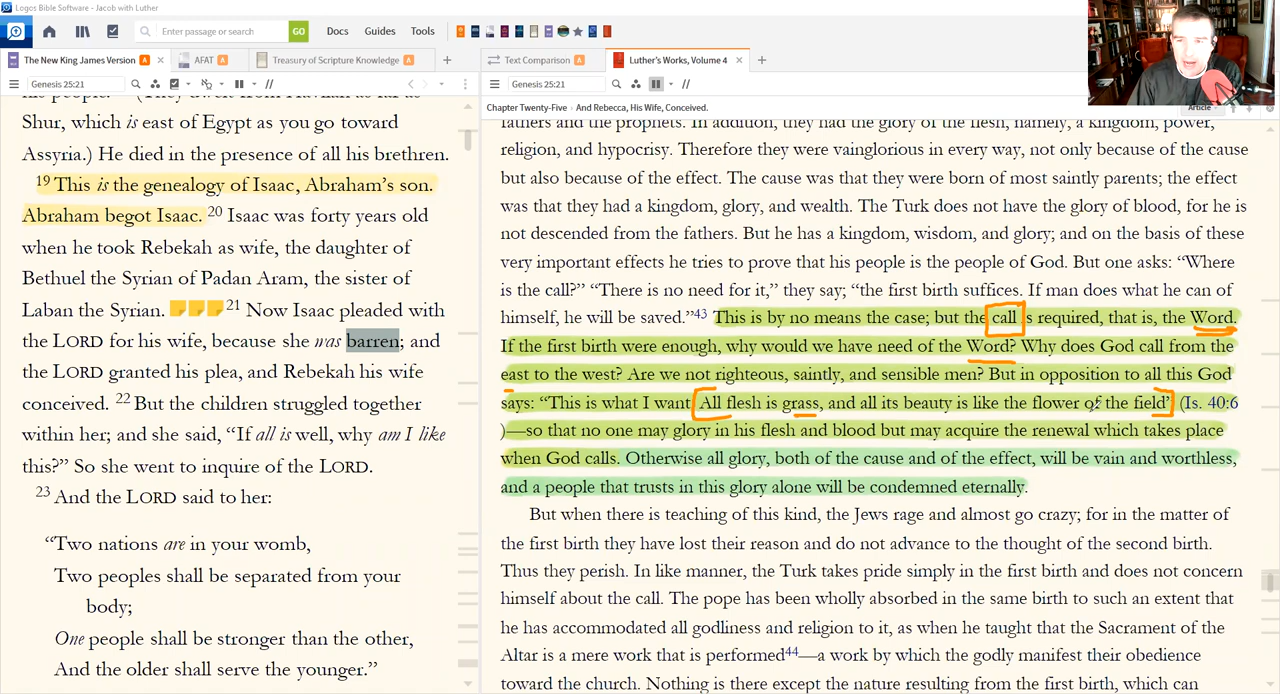 Logos Bible Software - Jacob with Luther
Enter passage or search
GO
Docs
Guides
Tools
The New King James Version A
AFAT A
Treasury of Scripture Knowledge A
Text Comparison A
Luther's Works, Volume 4
Genesis 25:21
Genesis 25:21
Chapter Twenty-Five › And Rebecca, His Wife, Conceived.
Article
Shur, which is east of Egypt as you go toward
Assyria.) He died in the presence of all his brethren.
19 This is the genealogy of Isaac, Abraham's son.
Abraham begot Isaac. 20 Isaac was forty years old
when he took Rebekah as wife, the daughter of
Bethuel the Syrian of Padan Aram, the sister of
Laban the Syrian. 21 Now Isaac pleaded with
the LORD for his wife, because she was barren; and
the LORD granted his plea, and Rebekah his wife
conceived. 22 But the children struggled together
within her; and she said, “If all is well, why am I like
this?” So she went to inquire of the LORD.
23 And the LORD said to her:
“Two nations are in your womb,
Two peoples shall be separated from your
body;
One people shall be stronger than the other,
And the older shall serve the younger.”
fathers and the prophets. In addition, they had the glory of the flesh, namely, a kingdom, power,
religion, and hypocrisy. Therefore they were vainglorious in every way, not only because of the cause
but also because of the effect. The cause was that they were born of most saintly parents; the effect
was that they had a kingdom, glory, and wealth. The Turk does not have the glory of blood, for he is
not descended from the fathers. But he has a kingdom, wisdom, and glory; and on the basis of these
very important effects he tries to prove that his people is the people of God. But one asks: “Where
is the call?” “There is no need for it,” they say; “the first birth suffices. If man does what he can of
himself, he will be saved.”43 This is by no means the case; but the call is required, that is, the Word.
If the first birth were enough, why would we have need of the Word? Why does God call from the
east to the west? Are we not righteous, saintly, and sensible men? But in opposition to all this God
says: “This is what I want All flesh is grass, and all its beauty is like the flower of the field” (Is. 40:6
)—so that no one may glory in his flesh and blood but may acquire the renewal which takes place
when God calls. Otherwise all glory, both of the cause and of the effect, will be vain and worthless,
and a people that trusts in this glory alone will be condemned eternally.
But when there is teaching of this kind, the Jews rage and almost go crazy; for in the matter of
the first birth they have lost their reason and do not advance to the thought of the second birth.
Thus they perish. In like manner, the Turk takes pride simply in the first birth and does not concern
himself about the call. The pope has been wholly absorbed in the same birth to such an extent that
he has accommodated all godliness and religion to it, as when he taught that the Sacrament of the
Altar is a mere work that is performed44—a work by which the godly manifest their obedience
toward the church. Nothing is there except the nature resulting from the first birth, which can